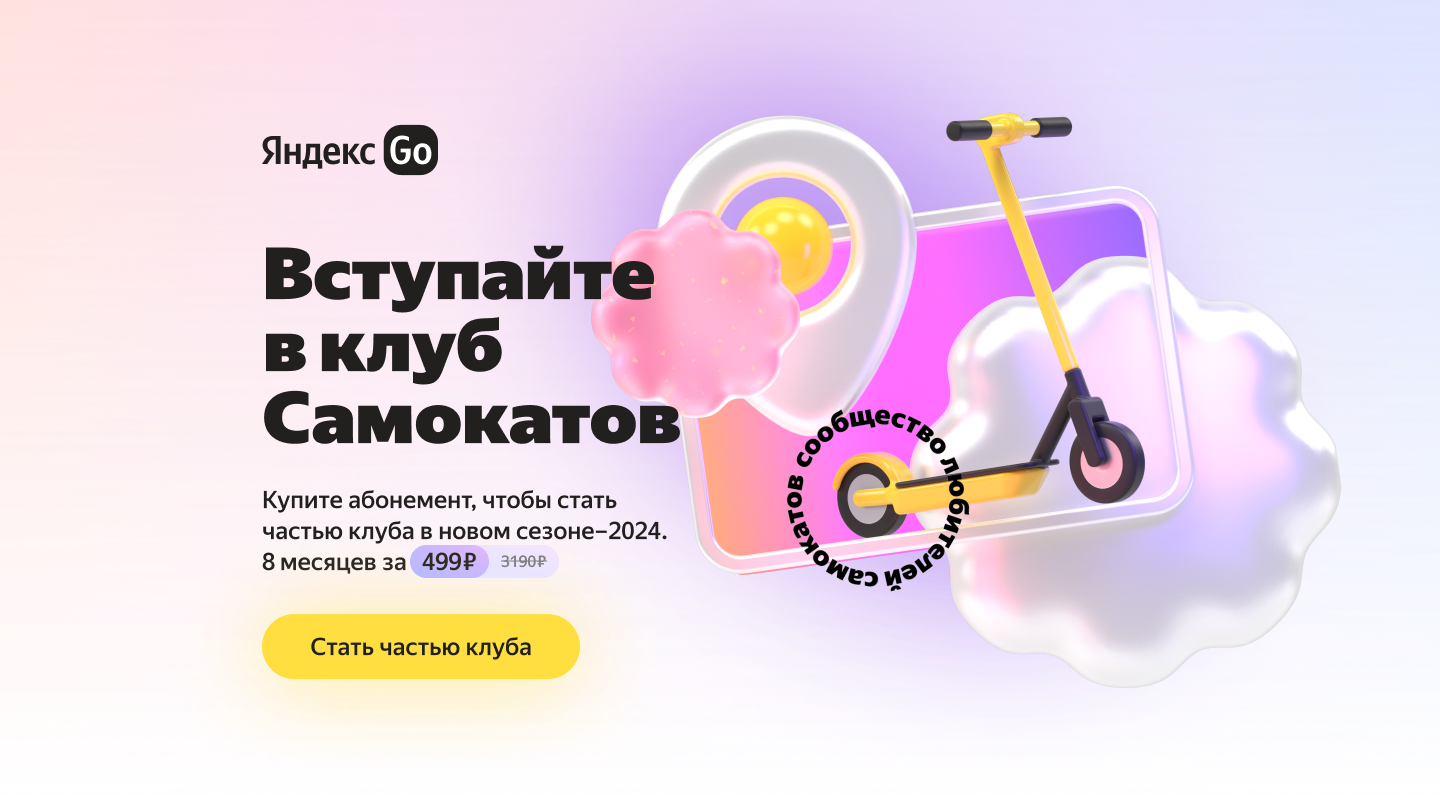 Яндекс Go
Вступайте
в клуб
Самокатов
Купите абонемент, чтобы стать
частью клуба в новом сезоне–2024.
8 месяцев за 499₽ 3190₽
Стать частью клуба
сообщество любителей самокатов